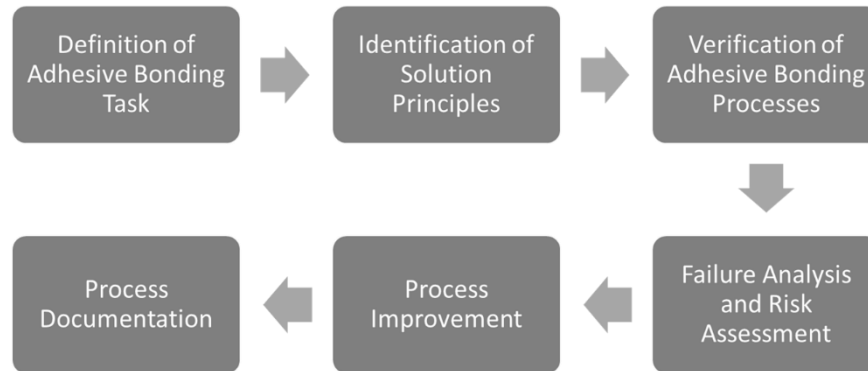 Definition of
Adhesive Bonding
Task
Identification of
Solution
Principles
Verification of
Adhesive Bonding
Processes
Failure Analysis
and Risk
Assessment
Process
Improvement
Process
Documentation